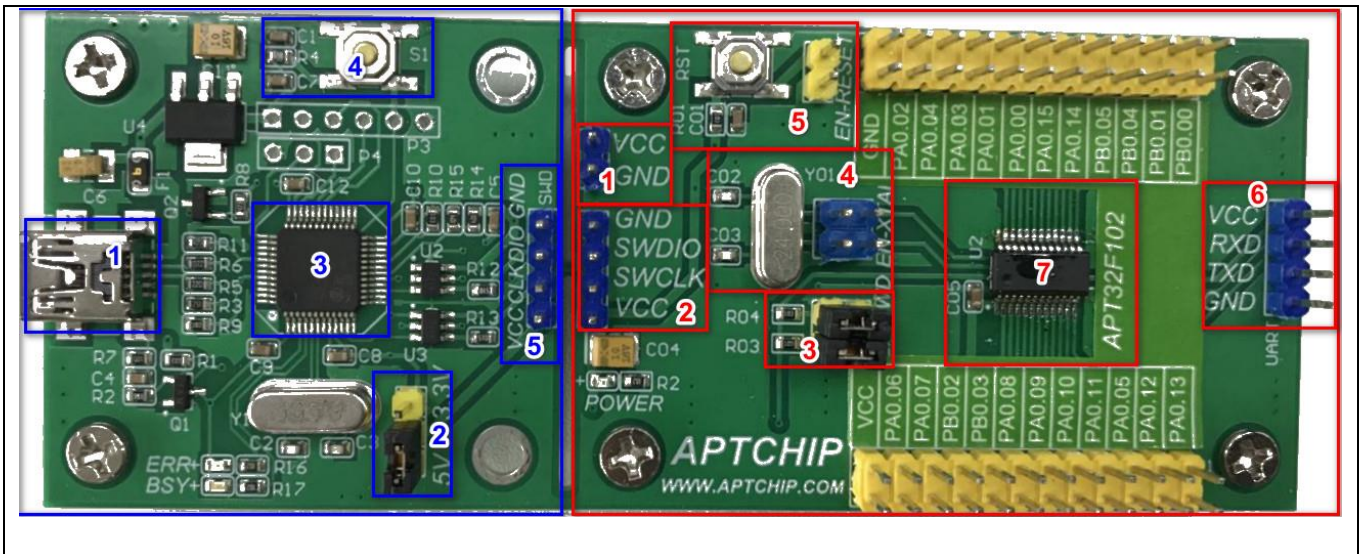 C1
R4
C7
4
S1
U4
P3
P4
C6
F1
Q2
R8
C12
C10
R10
R15
R14
GND
DIO
CLK
VCC
SWD
5
1
R11
R6
R5
R3
R9
3
U2
R12
R13
U3
R7
R1
C4
R2
Q1
C9
C8
Y1
C2
C3
5V
3.3V
2
ERR+
BSY+
R16
R17
RST
R01
C01
EN-RESET
5
VCC
GND
1
GND
SWDIO
SWCLK
VCC
2
C02
C03
Y01
4
EN-XTAL
R04
R03
3
C04
R2
POWER
APTCHIP
WWW.APTCHIP.COM
GND
PA0.02
PA0.04
PA0.03
PA0.01
PA0.00
PA0.15
PA0.14
PB0.05
PB0.04
PB0.01
PB0.00
U2
7
C05
APT32F102
6
VCC
RXD
TXD
GND
UART
VCC
PA0.06
PA0.07
PB0.02
PB0.03
PA0.08
PA0.09
PA0.10
PA0.11
PA0.05
PA0.12
PA0.13